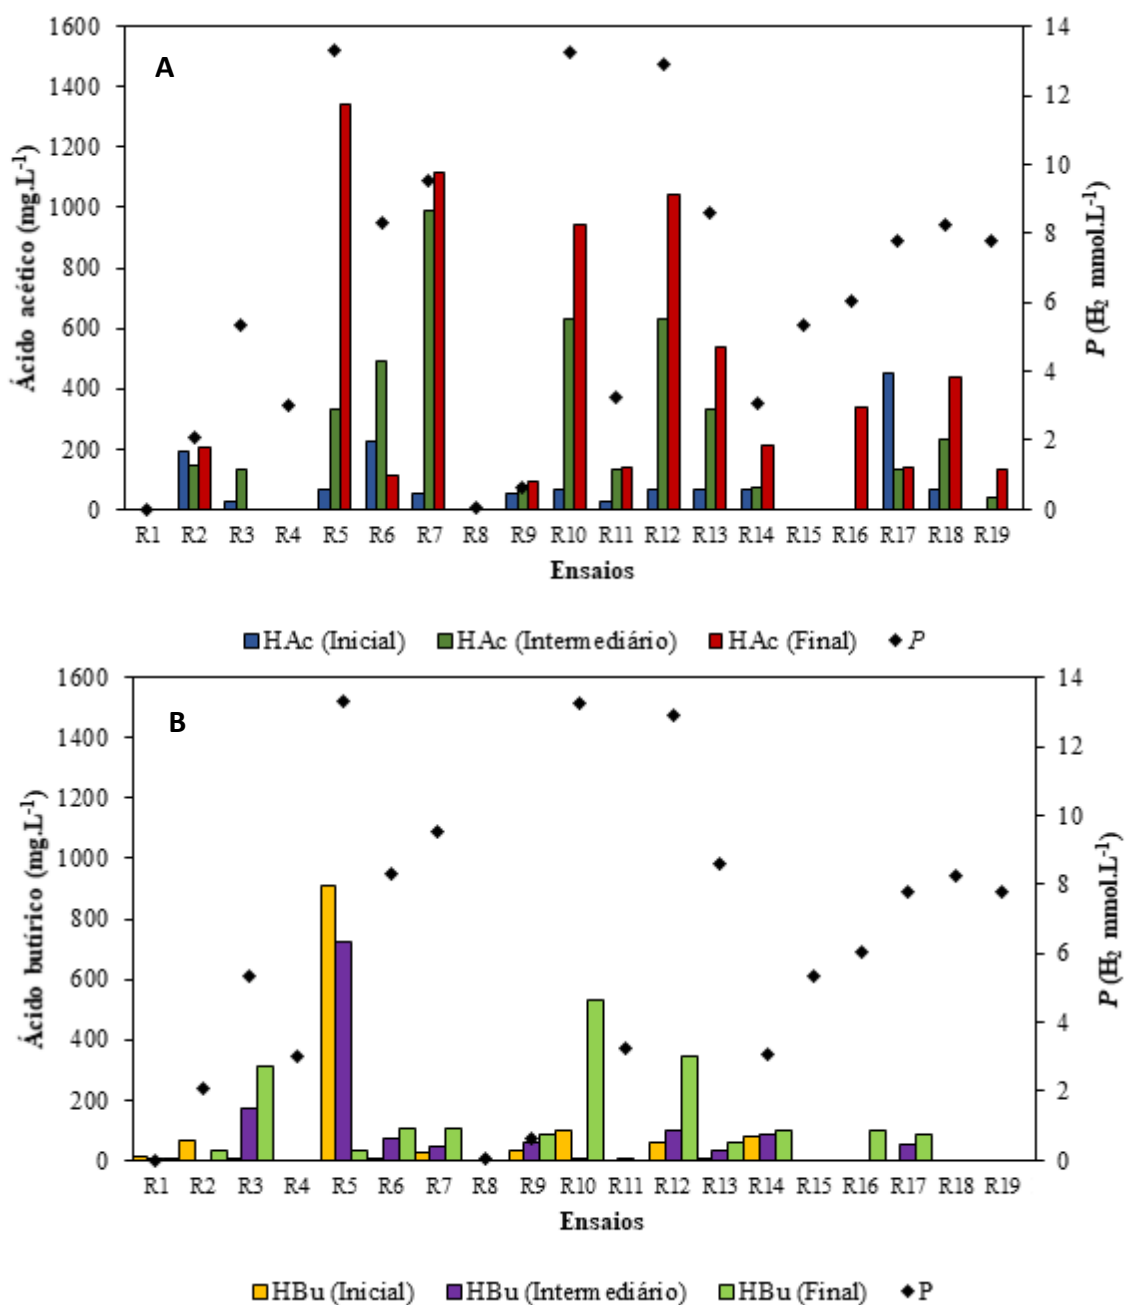 A
1600
1400
1200
1000
800
600
400
200
0
Ácido acético (mg.L-1)
14
12
10
8
6
4
2
0
P (H2 mmol.L-1)
R1 R2 R3 R4 R5 R6 R7 R8 R9 R10 R11 R12 R13 R14 R15 R16 R17 R18 R19
Ensaios
HAc (Inicial) HAc (Intermediário) HAc (Final) P
B
1600
1400
1200
1000
800
600
400
200
0
Ácido butírico (mg.L-1)
14
12
10
8
6
4
2
0
P (H2 mmol.L-1)
R1 R2 R3 R4 R5 R6 R7 R8 R9 R10 R11 R12 R13 R14 R15 R16 R17 R18 R19
Ensaios
HBu (Inicial) HBu (Intermediário) HBu (Final) P